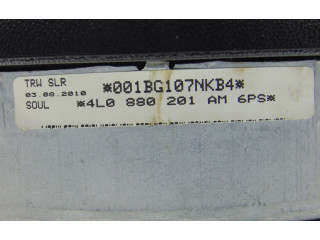 TRW SLR *001BG107NKB4*
03.08.2010
SOUL *4L0 880 201 AM 6PS*